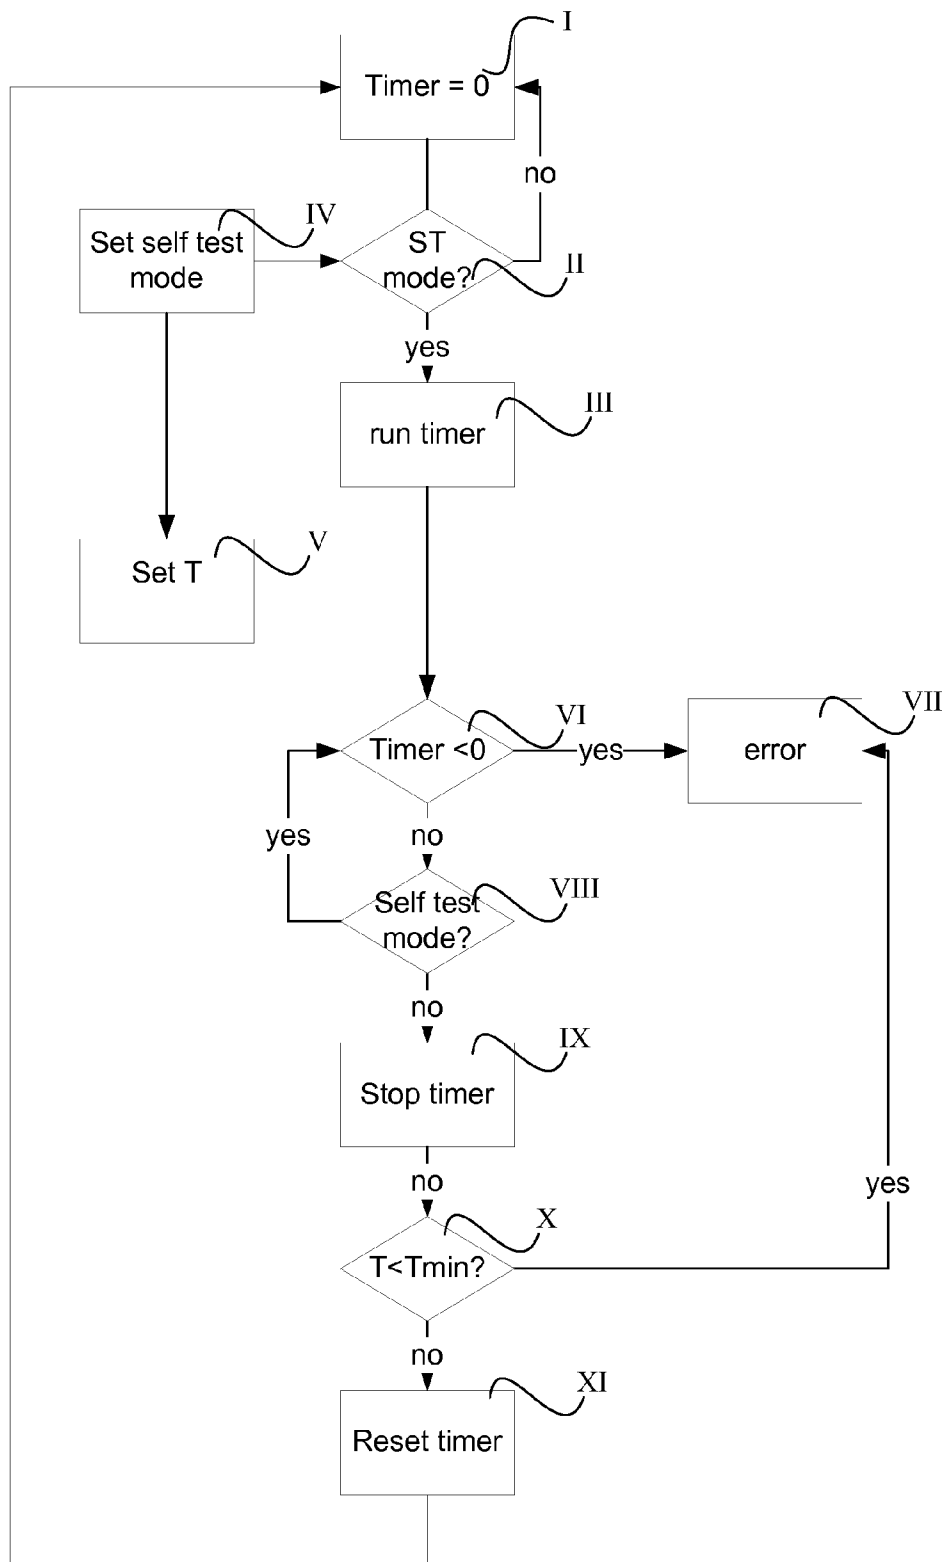 I
Timer = 0
no
IV
Set self test
mode
ST
mode?
II
yes
III
run timer
V
Set T
VI
Timer <0
yes
VII
error
yes
no
VIII
Self test
mode?
no
IX
Stop timer
no
yes
X
T<Tmin?
no
XI
Reset timer